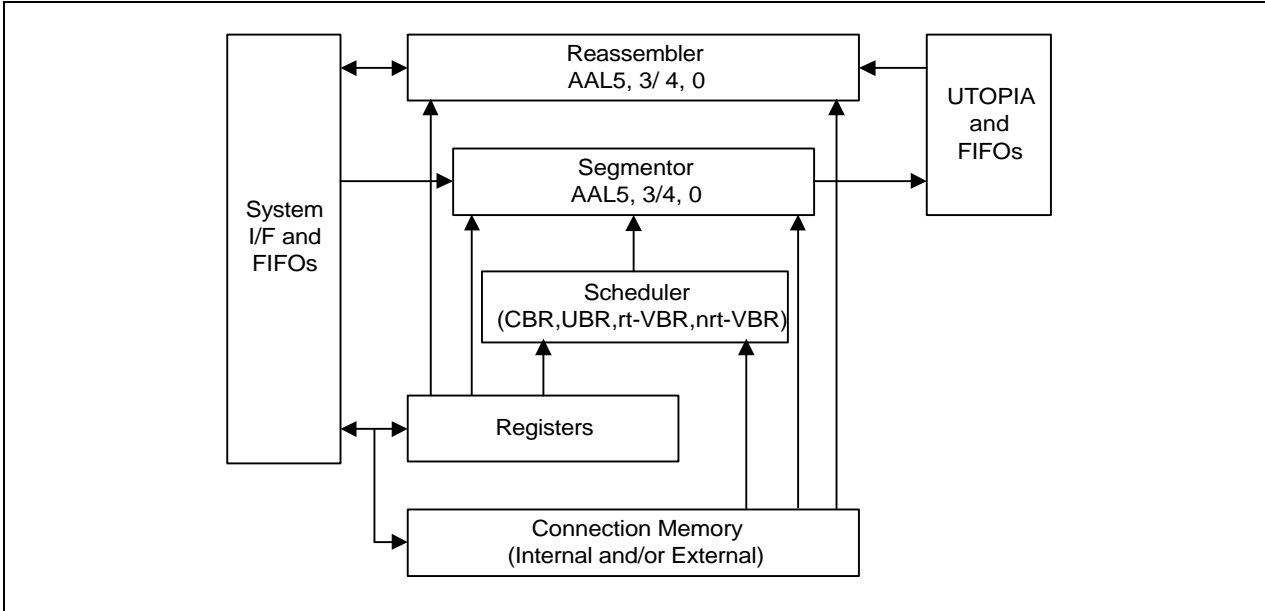 Reassembler
AAL5, 3/ 4, 0
UTOPIA
and
FIFOs
Segmentor
AAL5, 3/4, 0
System
I/F and
FIFOs
Scheduler
(CBR,UBR,rt-VBR,nrt-VBR)
Registers
Connection Memory
(Internal and/or External)